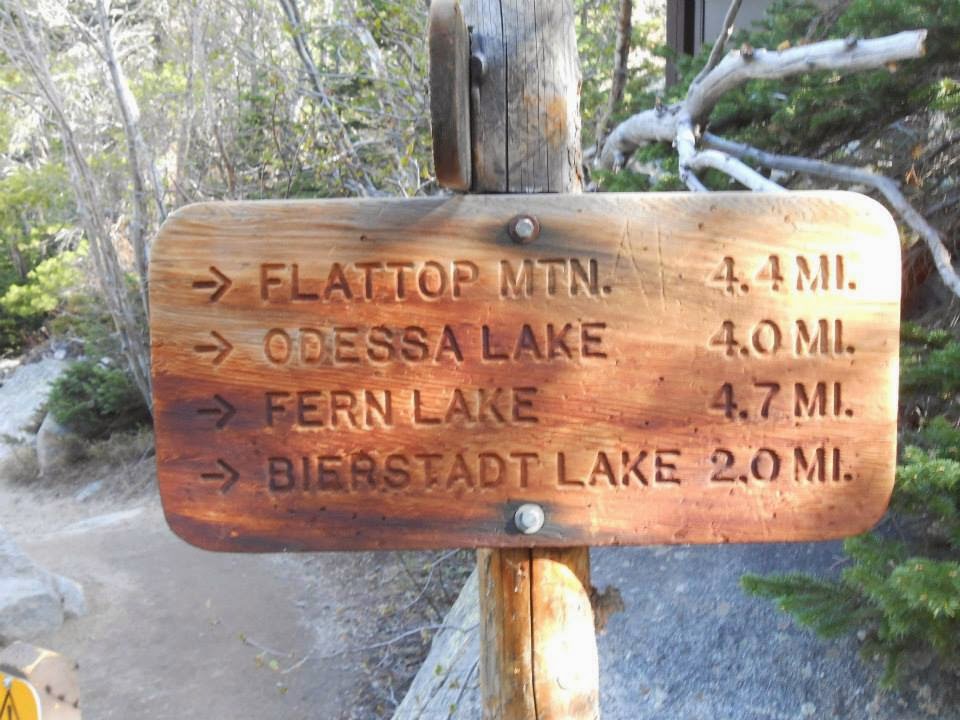 → FLATTOP MTN. 4.4 MI.
→ ODESSA LAKE 4.0 MI.
→ FERN LAKE 4.7 MI.
→ BIERSTADT LAKE 2.0 MI.